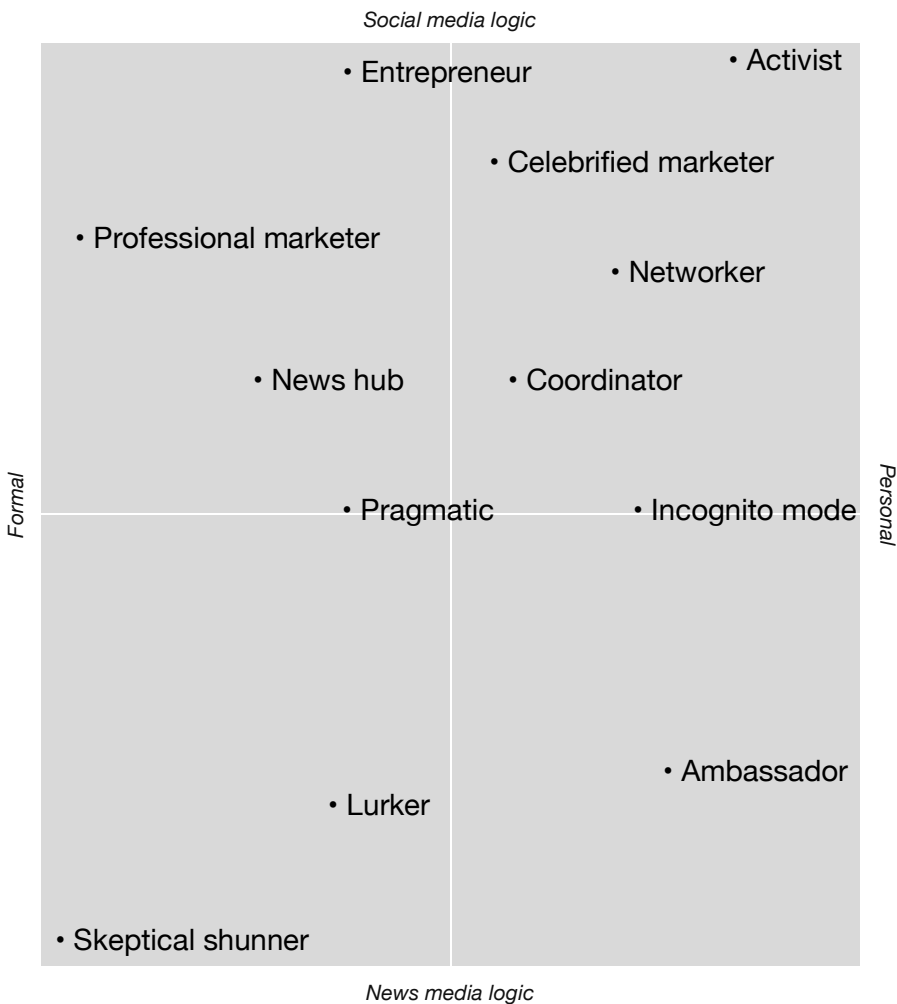 Social media logic
• Entrepreneur
• Activist
• Celebrified marketer
• Professional marketer
• Networker
• News hub
• Coordinator
Formal
Personal
• Pragmatic
• Incognito mode
• Ambassador
• Lurker
• Skeptical shunner
News media logic